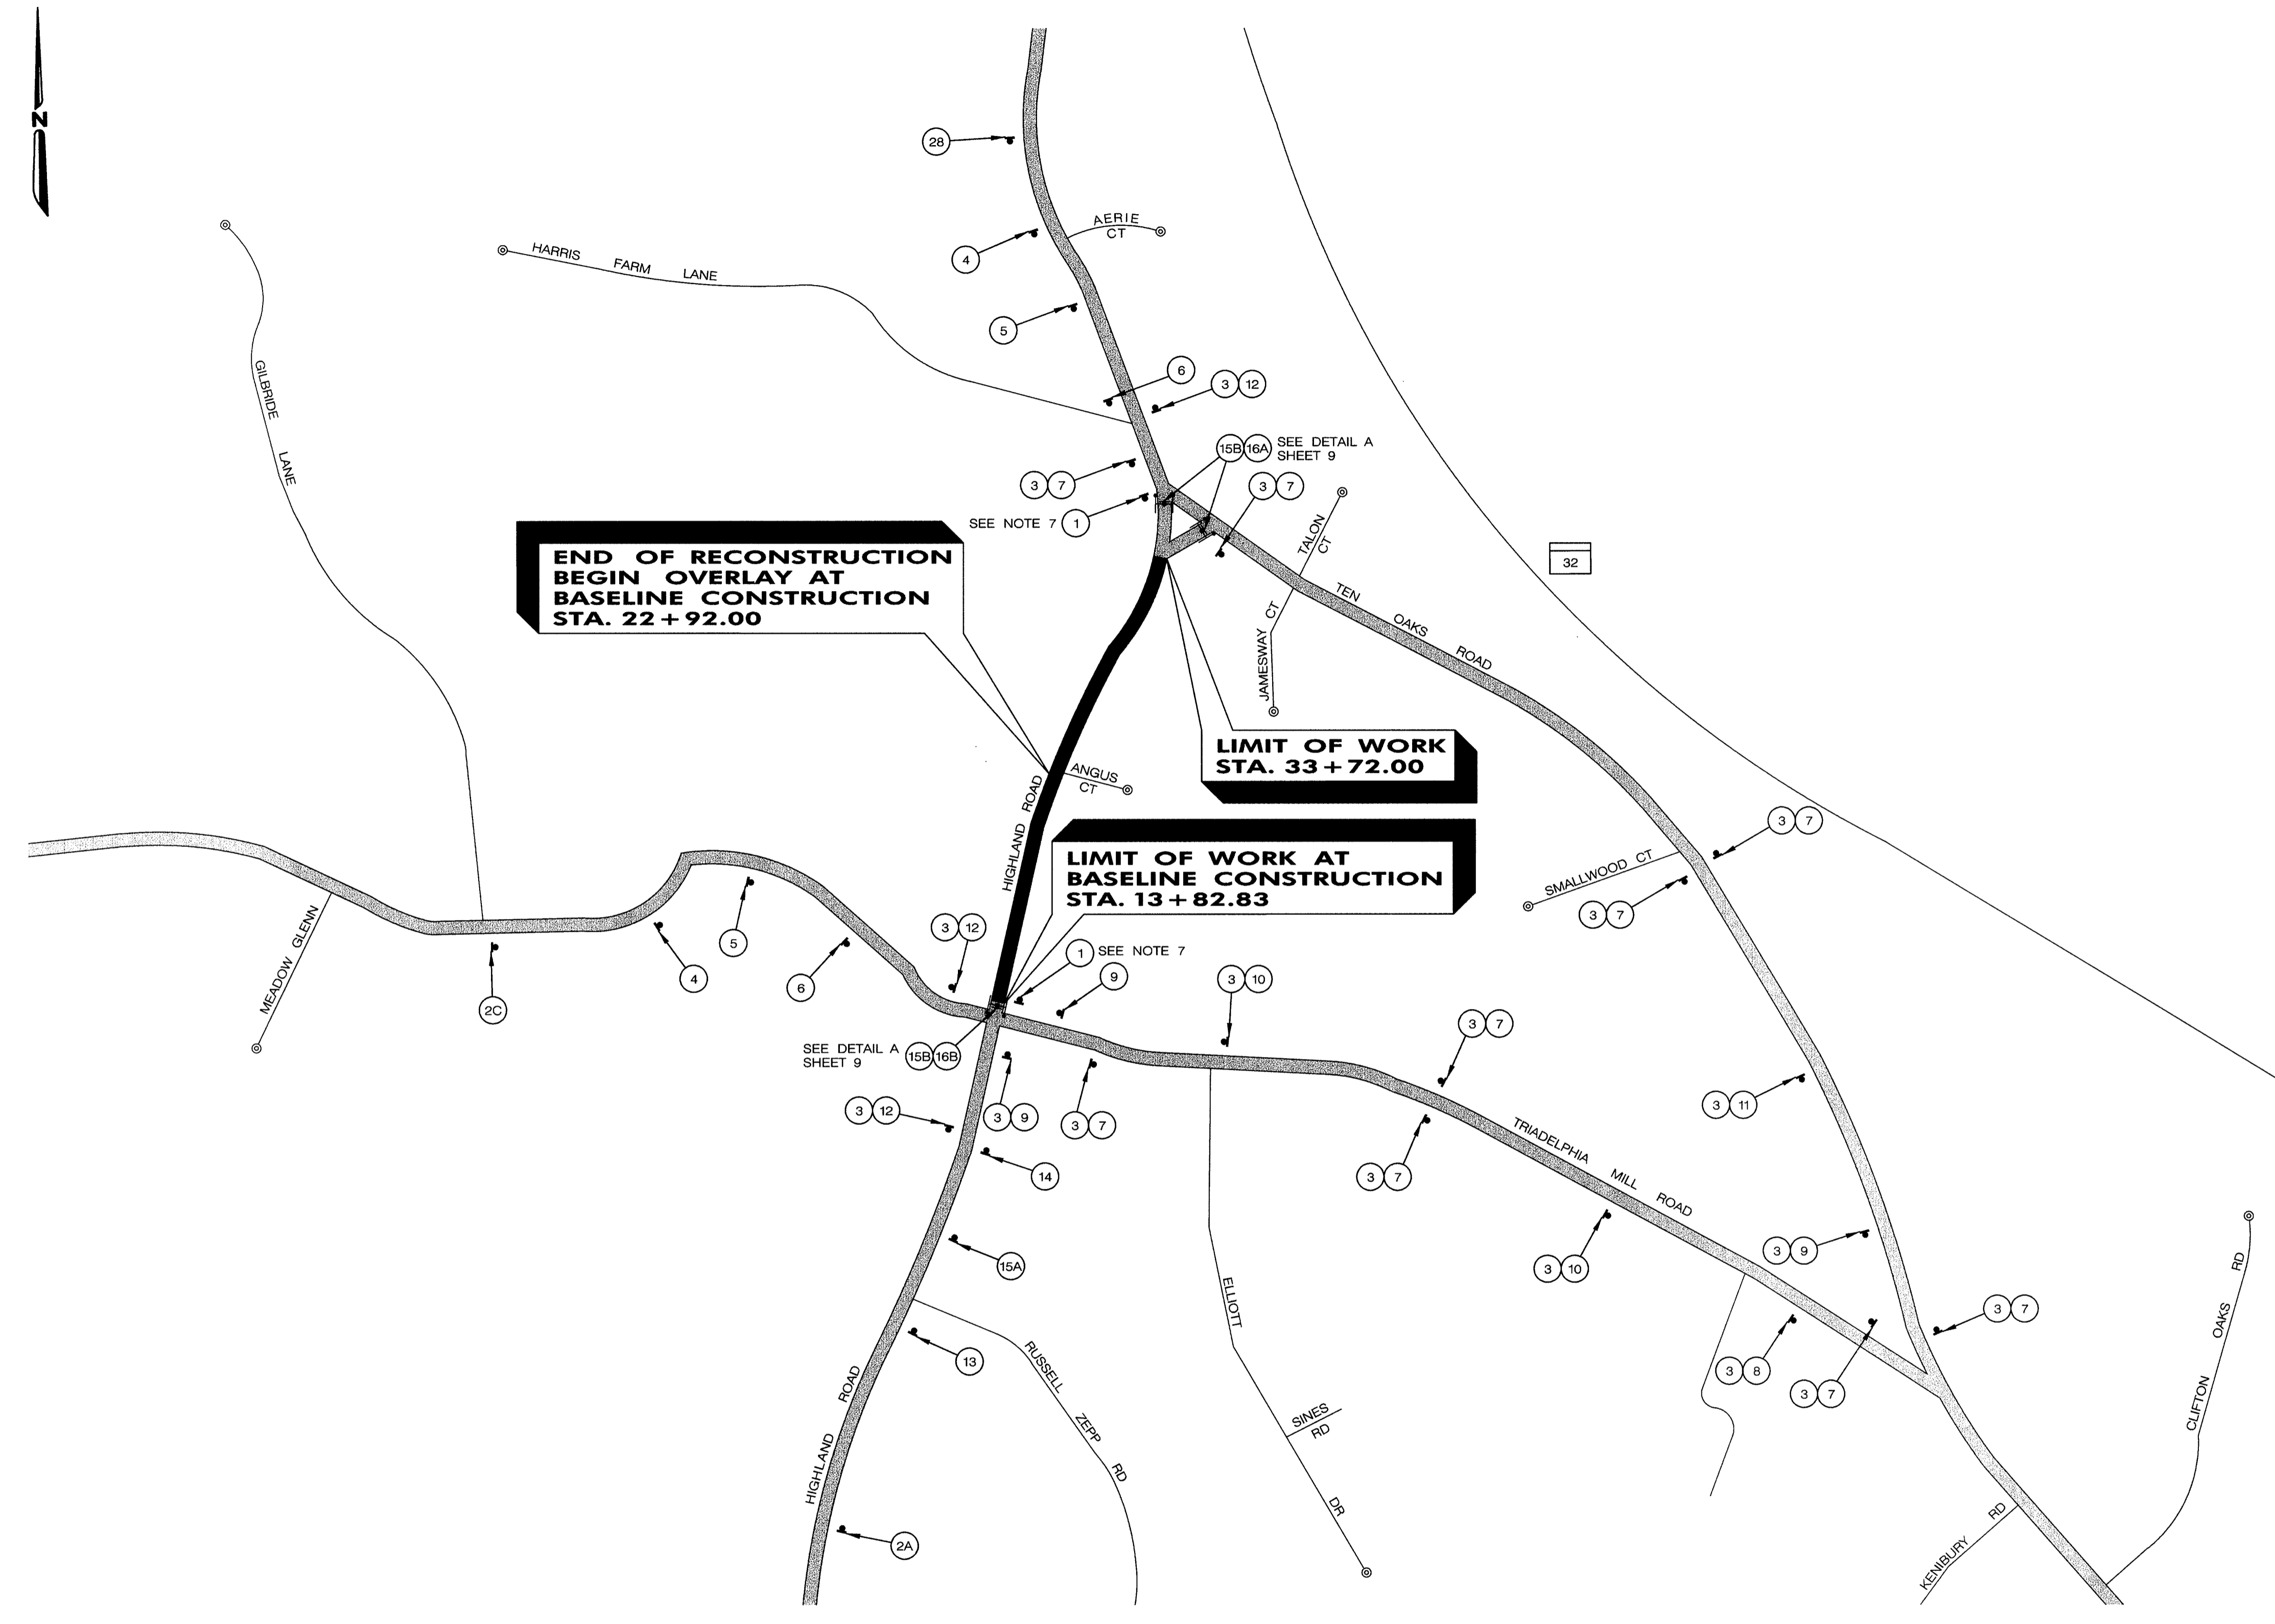 N
28
AERIE
CT
4
HARRIS FARM LANE
5
GILBRIDE LANE
6
3 12
15B 16A SEE DETAIL A
SHEET 9
3 7
3 7
SEE NOTE 7 1
TALON
CT
END OF RECONSTRUCTION
BEGIN OVERLAY AT
BASELINE CONSTRUCTION
STA. 22+92.00
32
TEN OAKS ROAD
JAMESWAY CT
LIMIT OF WORK
STA. 33+72.00
ANGUS
CT
HIGHLAND ROAD
3 7
LIMIT OF WORK AT
BASELINE CONSTRUCTION
STA. 13+82.83
SMALLWOOD CT
3 7
MEADOW GLENN
3 12
5
1 SEE NOTE 7
4
6
9
3 10
2C
3 7
SEE DETAIL A
SHEET 9
15B 16B
3 11
3 12
3 9
3 7
TRIADELPHIA MILL ROAD
14
3 7
15A
3 10
3 9
ELLIOTT DR
CLIFTON OAKS RD
3 7
13
RUSSELL ZEPP RD
3 8
3 7
HIGHLAND ROAD
SINES
RD
2A
KENIBURY RD